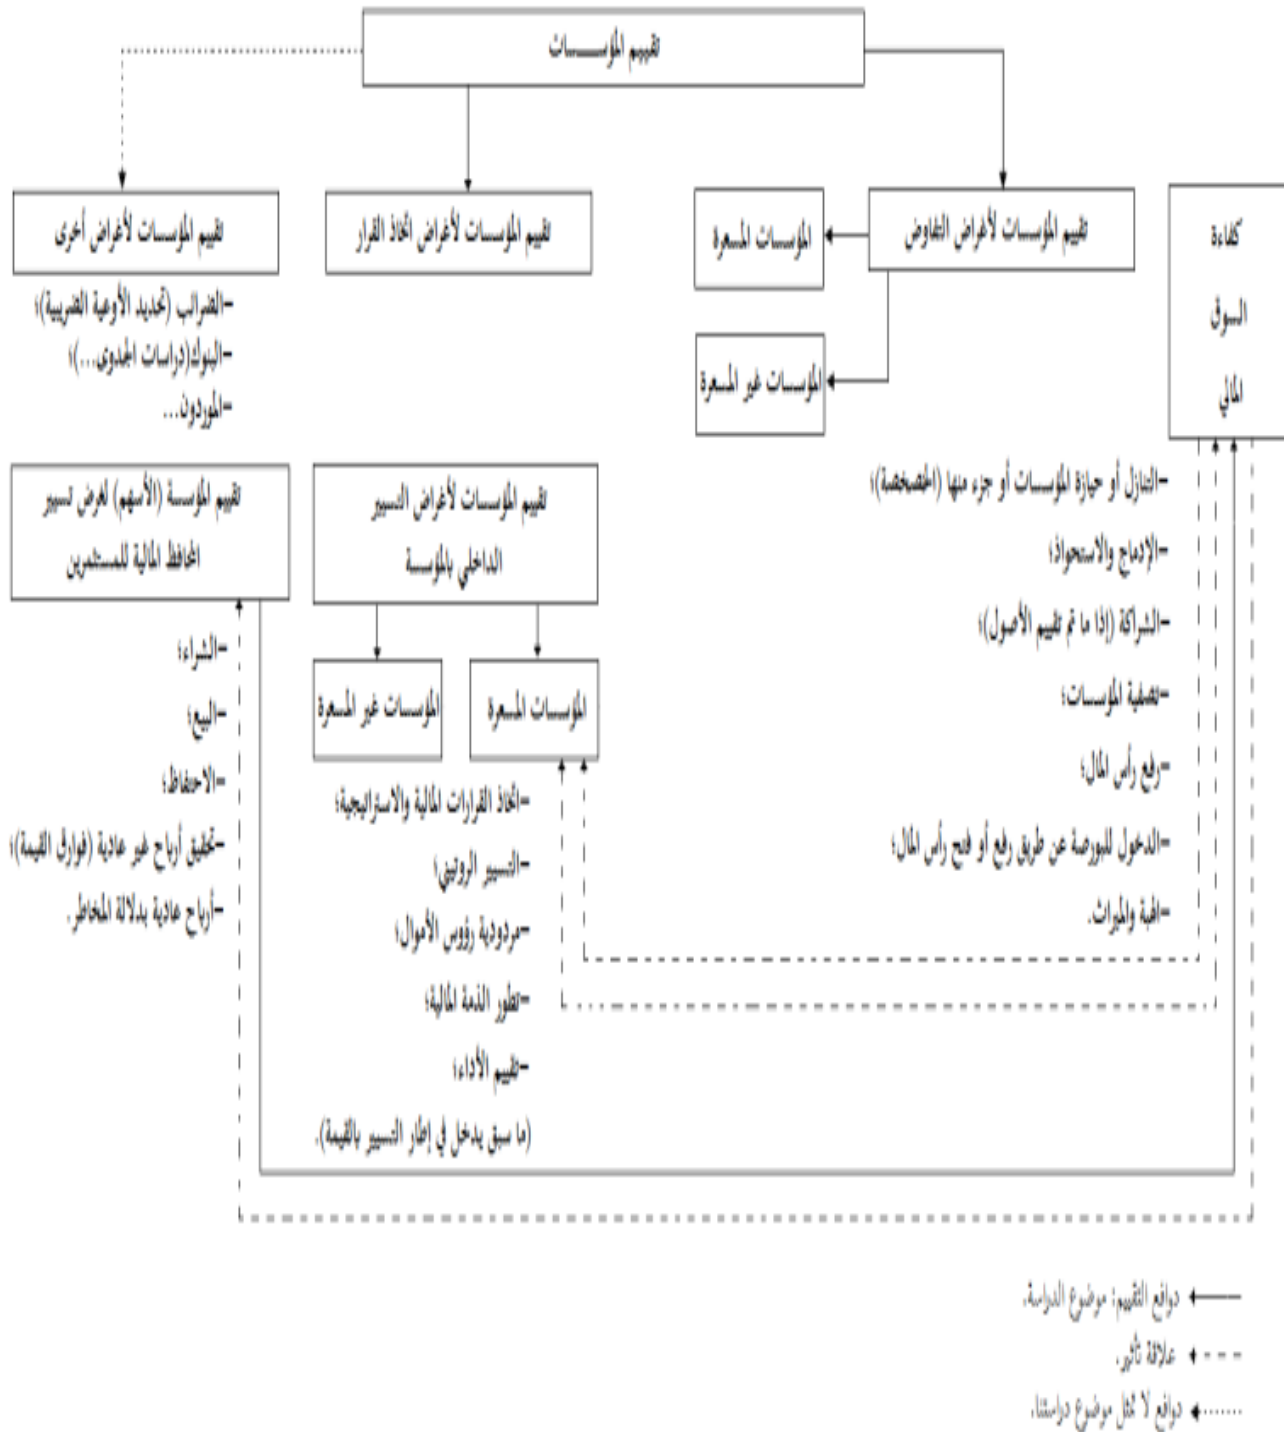 تقييم المؤسسات
تقييم المؤسسات لأغراض التفاوض
تقييم المؤسسات لأغراض اتخاذ القرار
تقييم المؤسسات لأغراض أخرى
المؤسسات المسعرة
المؤسسات غير المسعرة
كفاءة
السوق
المالي
-الضرائب (تحديد الأوعية الضريبية)؛
-البنوك(دراسات الجدوى...)؛
-الموردون...
-التنازل أو حيازة المؤسسات أو جزء منها (الخصخصة)؛
-الإدماج والاستحواذ؛
-الشراكة (إذا ما تم تقييم الأصول)؛
-تصفية المؤسسات؛
-رفع رأس المال؛
-الدخول للبورصة عن طريق رفع أو فتح رأس المال؛
-الهبة والميراث.
تقييم المؤسسات لأغراض التسيير
الداخلي بالمؤسسة
المؤسسات المسعرة
المؤسسات غير المسعرة
-اتخاذ القرارات المالية والاستراتيجية؛
-التسيير الروتيني؛
-مردودية رؤوس الأموال؛
-تطور الذمة المالية؛
-تقييم الأداء؛
(ما سبق يدخل في إطار التسيير بالقيمة).
تقييم المؤسسة (الأسهم) لغرض تسيير
المحافظ المالية للمستثمرين
-الشراء؛
-البيع؛
-الاحتفاظ؛
-تحقيق أرباح غير عادية (فوارق القيمة)؛
-أرباح عادية بدلالة المخاطر.
دوافع التقييم: موضوع الدراسة.
علاقة تأثير.
دوافع لا تمثل موضوع دراستنا.